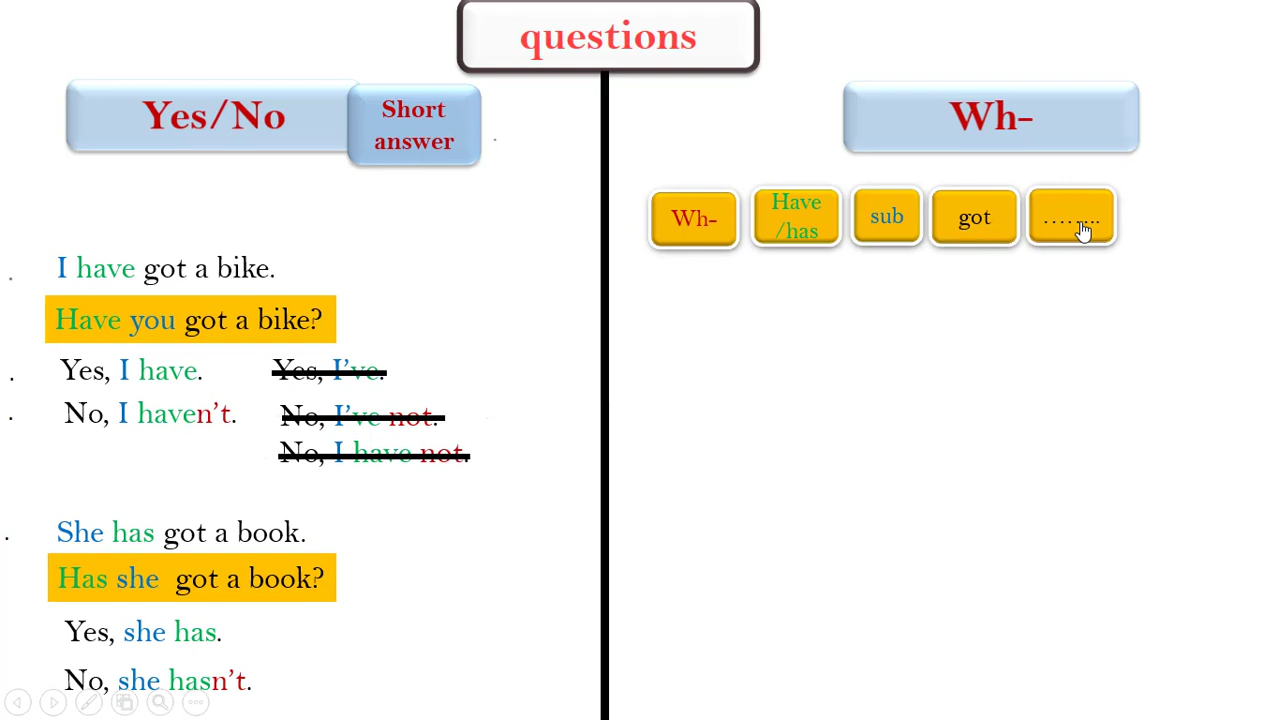 questions
Yes/No
Short
answer
I have got a bike.
Have you got a bike?
Yes, I have. Yes, I’ve.
No, I haven’t. No, I’ve not.
No, I have not.
She has got a book.
Has she got a book?
Yes, she has.
No, she hasn’t.
Wh-
Wh- Have /has sub got ……..